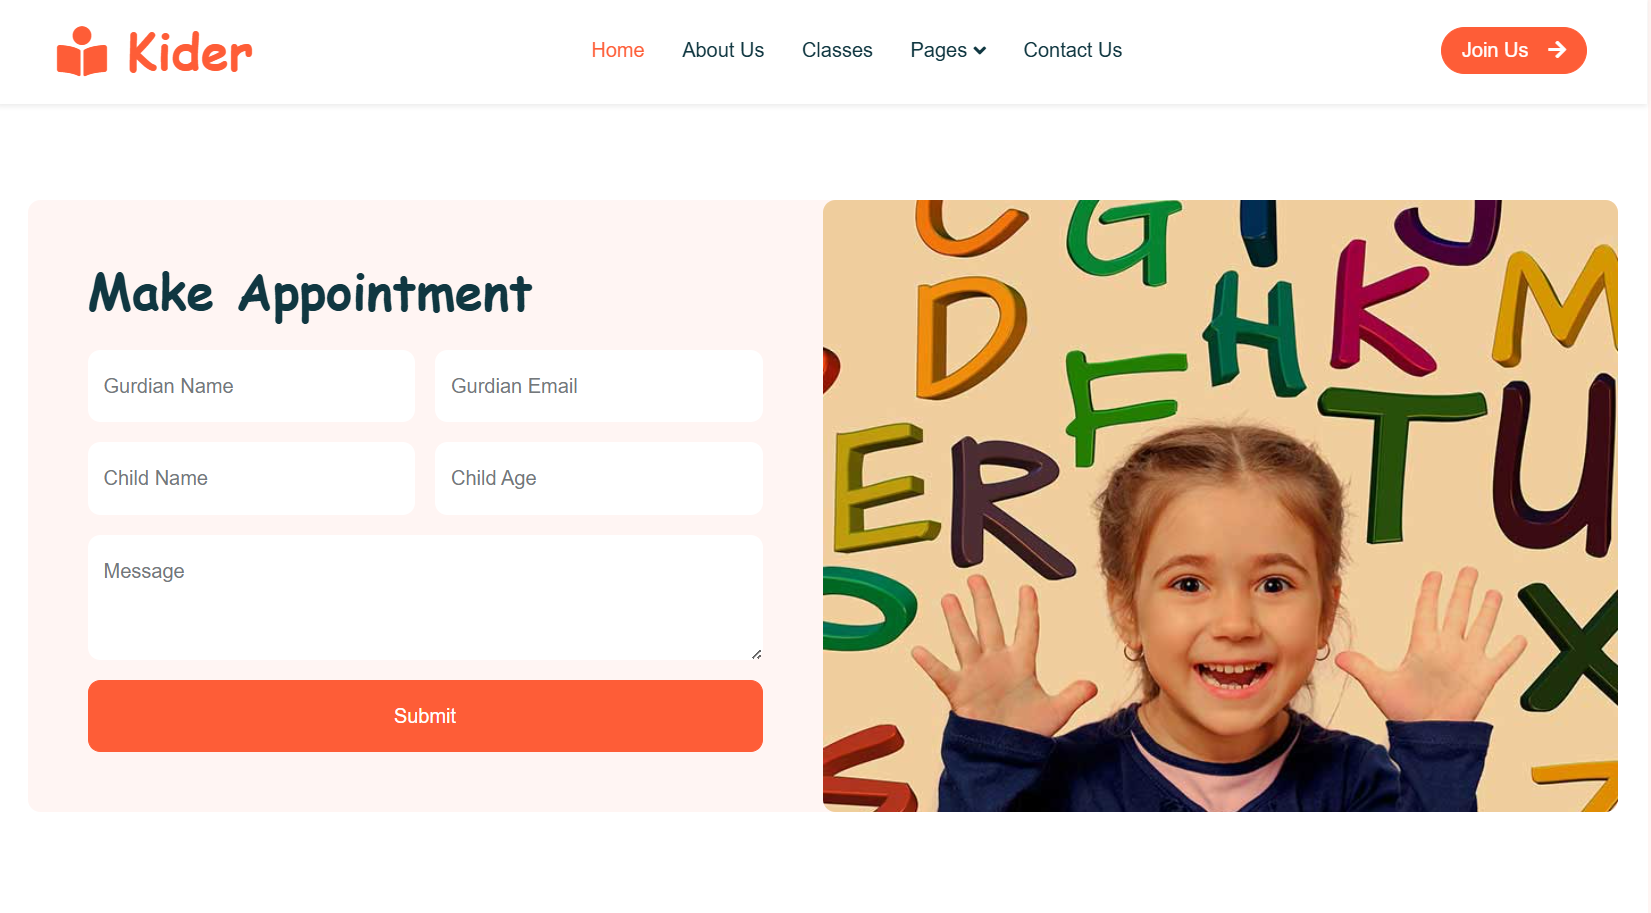 Kider
Home About Us Classes Pages Contact Us
Join Us
Make Appointment
Gurdian Name Gurdian Email
Child Name Child Age
Message
Submit
C G I J
D H K M
F T U
E R
O X
S Z